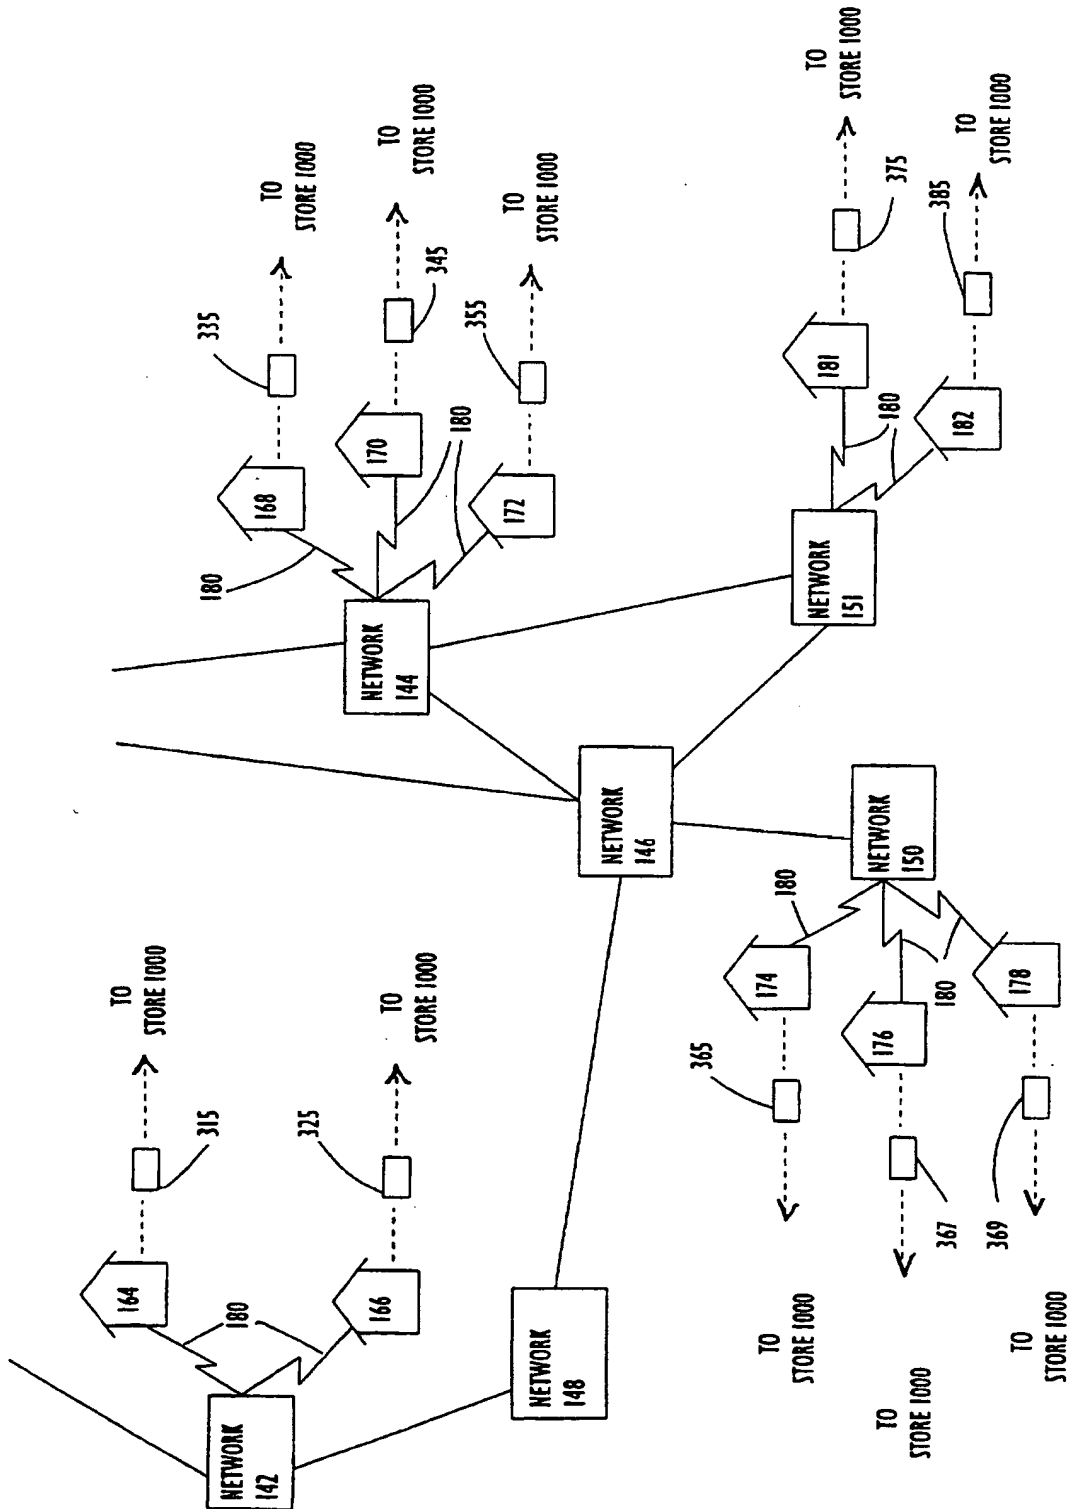 TO
STORE 1000
TO
STORE 1000
315
325
164
166
180
NETWORK
142
NETWORK
148
335
TO
STORE 1000
345
TO
STORE 1000
355
TO
STORE 1000
168
170
172
180
180
NETWORK
144
NETWORK
146
TO
STORE 1000
375
TO
STORE 1000
385
181
182
180
NETWORK
151
NETWORK
150
180
180
174
176
178
365
367
369
TO
STORE 1000
TO
STORE 1000
TO
STORE 1000